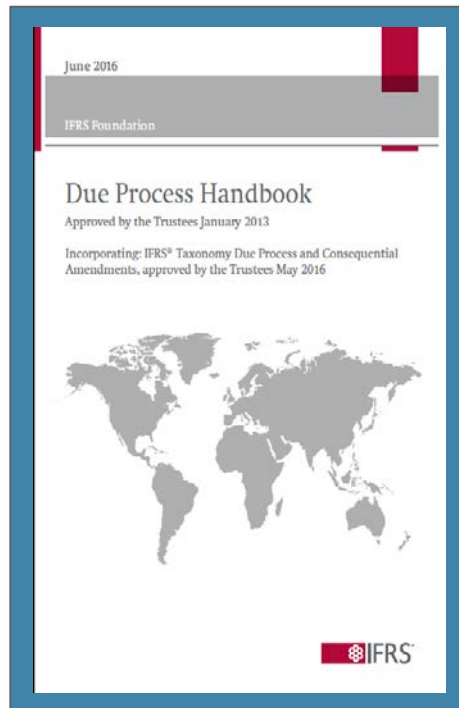 June 2016
IFRS Foundation
Due Process Handbook
Approved by the Trustees January 2013
Incorporating: IFRS® Taxonomy Due Process and Consequential
Amendments, approved by the Trustees May 2016
IFRS